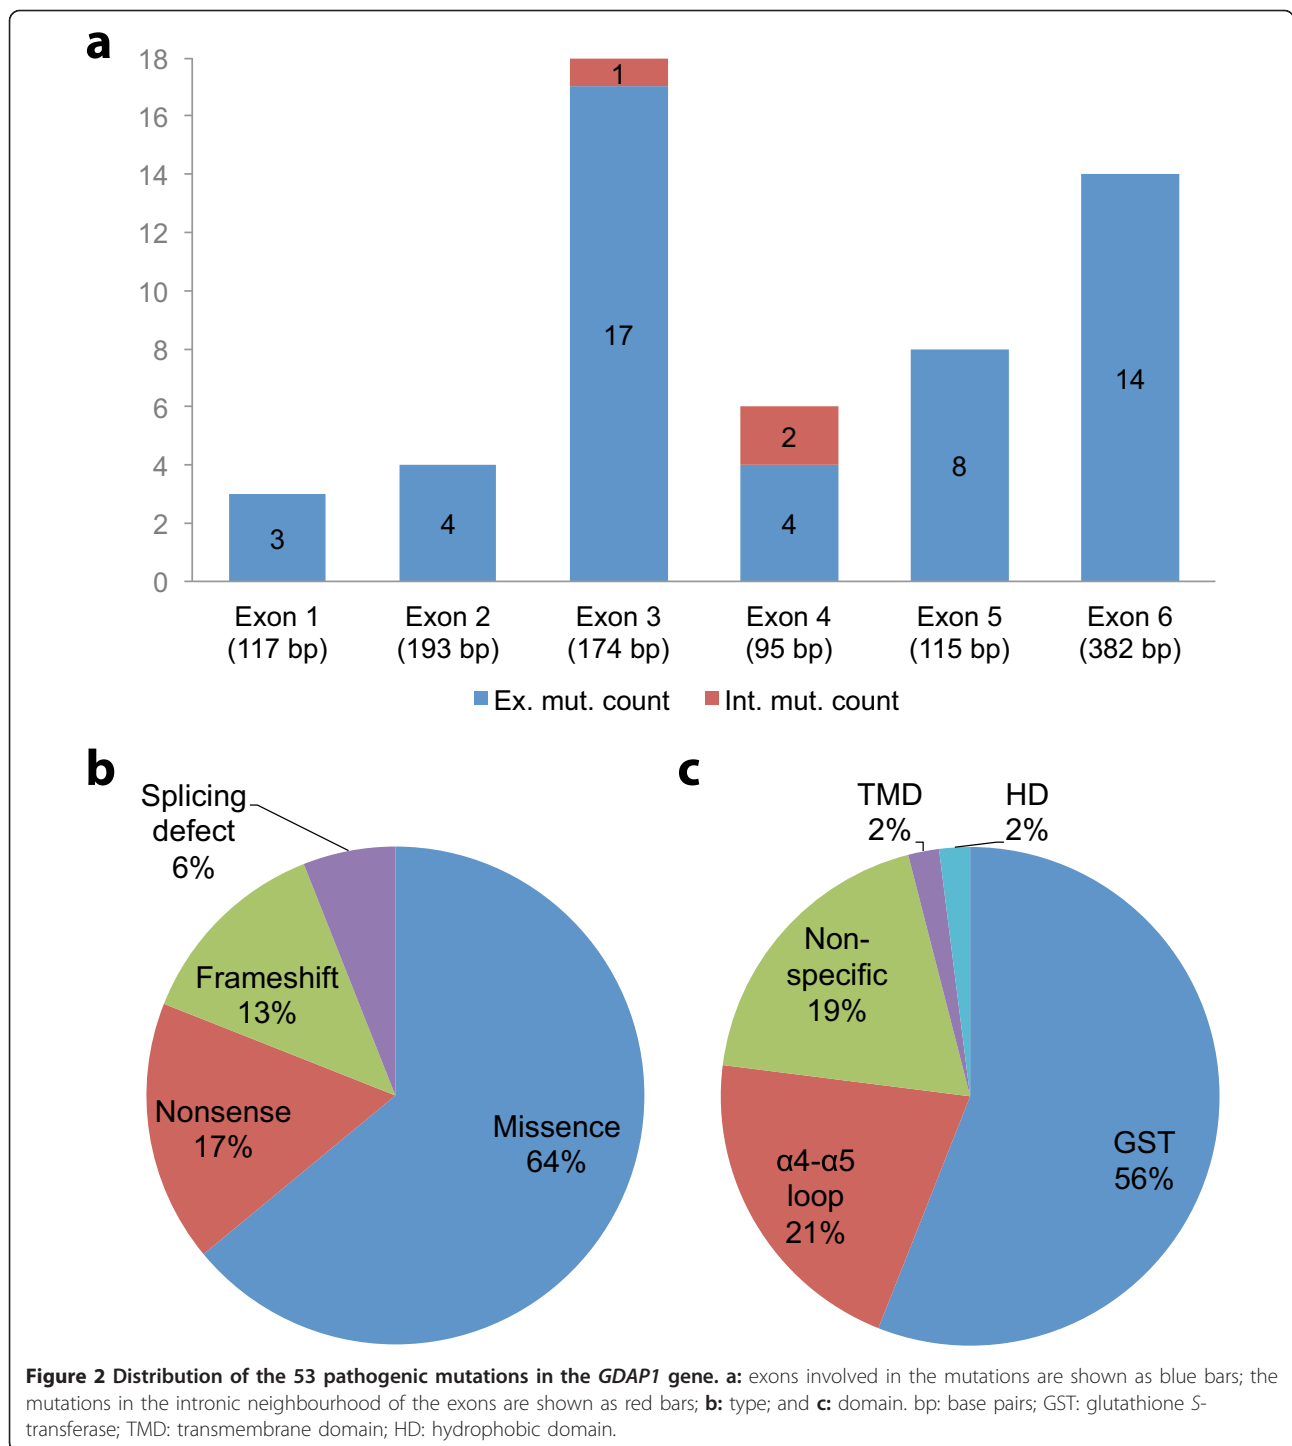 a
18
16
14
12
10
8
6
4
2
0
3
4
1
17
2
4
8
14
Exon 1 Exon 2 Exon 3 Exon 4 Exon 5 Exon 6
(117 bp) (193 bp) (174 bp) (95 bp) (115 bp) (382 bp)
Ex. mut. count Int. mut. count
b
Splicing
defect
6%
Frameshift
13%
Nonsense
17%
Missence
64%
c
TMD
2%
HD
2%
Non-
specific
19%
α4-α5
loop
21%
GST
56%
Figure 2 Distribution of the 53 pathogenic mutations in the GDAP1 gene. a: exons involved in the mutations are shown as blue bars; the
mutations in the intronic neighbourhood of the exons are shown as red bars; b: type; and c: domain. bp: base pairs; GST: glutathione S-
transferase; TMD: transmembrane domain; HD: hydrophobic domain.